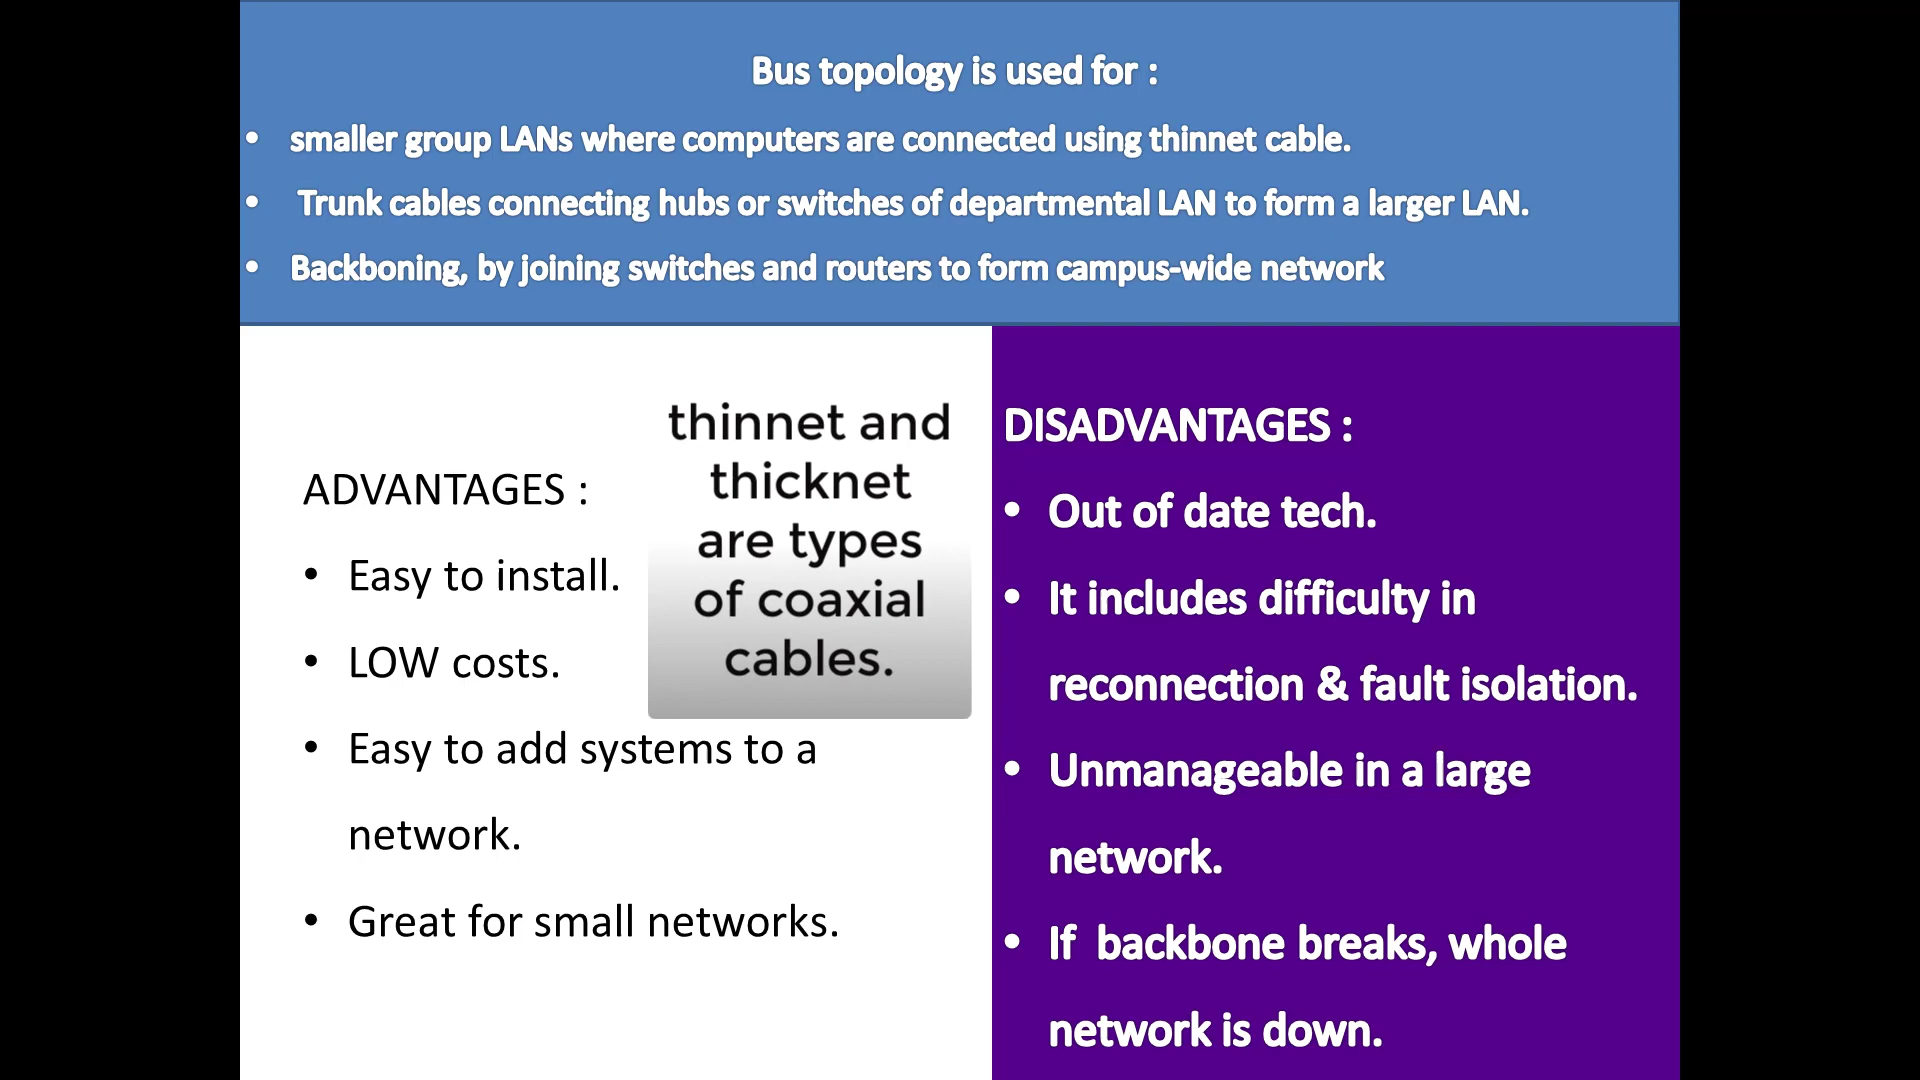 Bus topology is used for :
• smaller group LANs where computers are connected using thinnet cable.
• Trunk cables connecting hubs or switches of departmental LAN to form a larger LAN.
• Backboning, by joining switches and routers to form campus-wide network
ADVANTAGES :
• Easy to install.
• LOW costs.
• Easy to add systems to a
network.
• Great for small networks.
thinnet and
thicknet
are types
of coaxial
cables.
DISADVANTAGES :
• Out of date tech.
• It includes difficulty in
reconnection & fault isolation.
• Unmanageable in a large
network.
• If backbone breaks, whole
network is down.